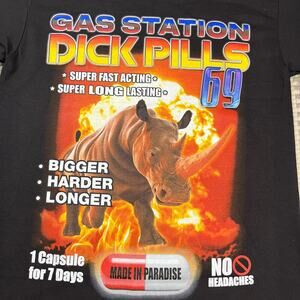 GAS STATION
DICK PILLS
69
• SUPER FAST ACTING •
• SUPER LONG LASTING •
• BIGGER
• HARDER
• LONGER
1 Capsule
for 7 Days
MADE IN PARADISE
NO
HEADACHES